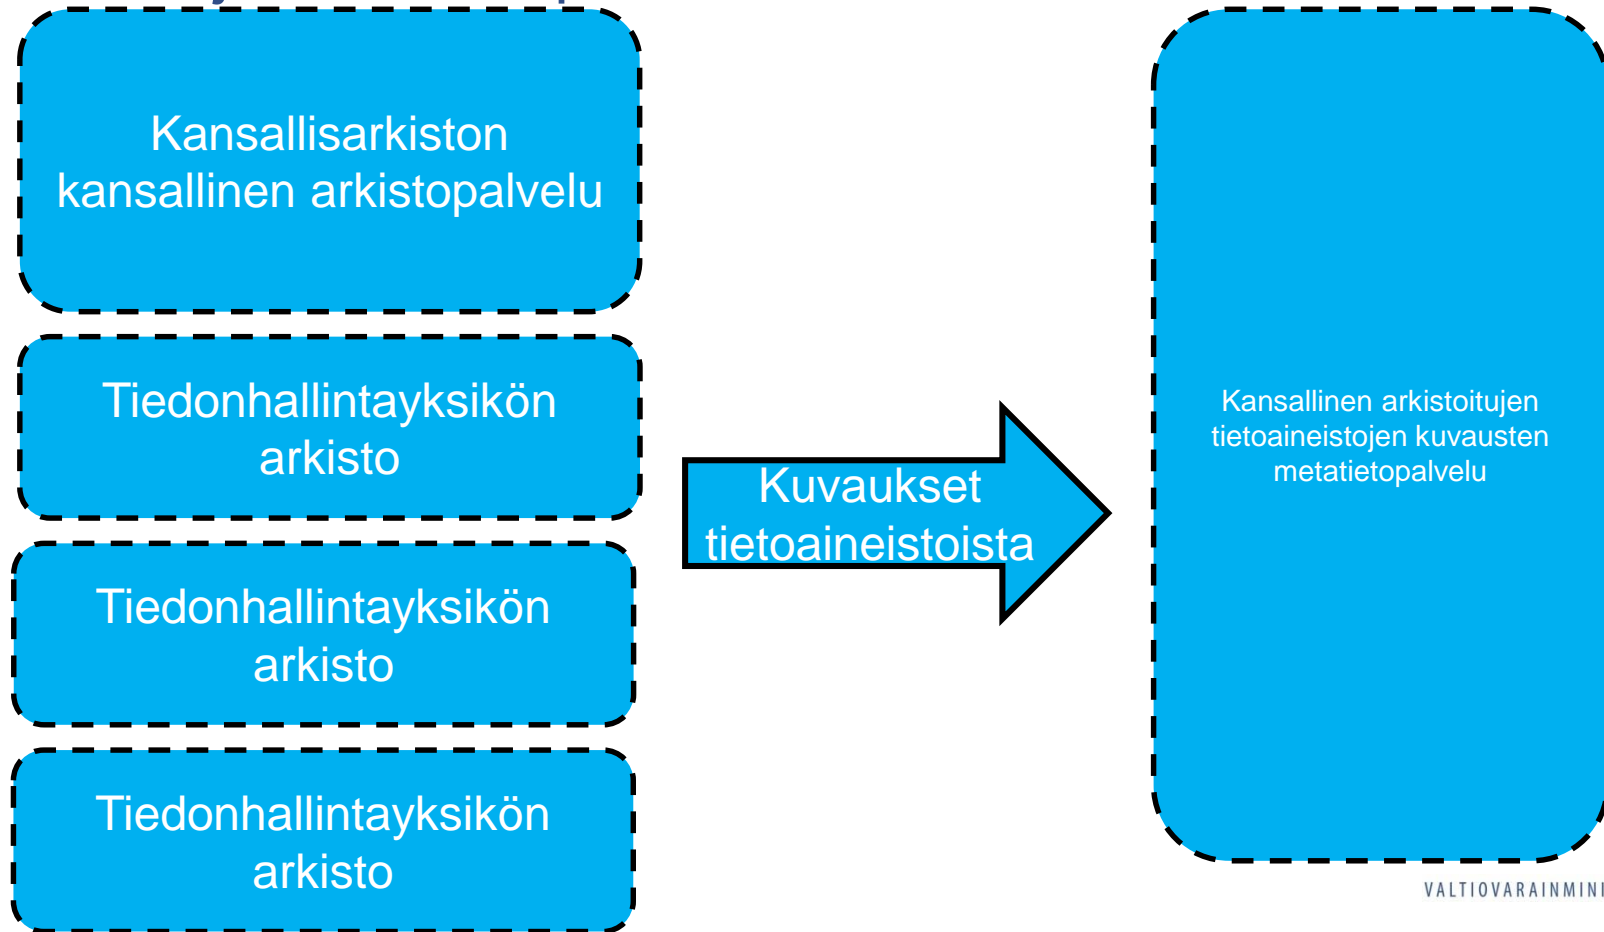 Kansallisarkiston
kansallinen arkistopalvelu
Tiedonhallintayksikön
arkisto
Tiedonhallintayksikön
arkisto
Tiedonhallintayksikön
arkisto
Kuvaukset
tietoaineistoista
Kansallinen arkistoitujen
tietoaineistojen kuvausten
metatietopalvelu
VALTIOVARAINMINI